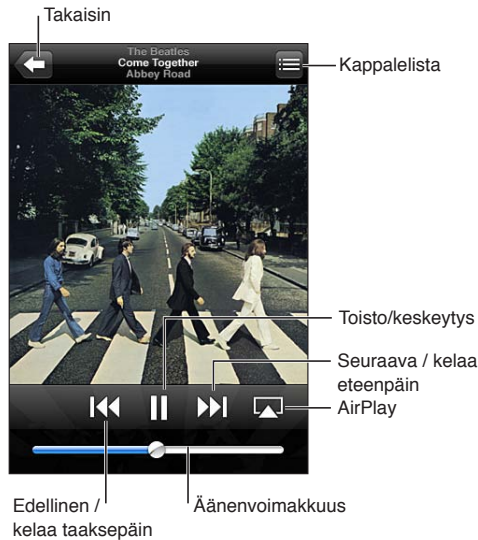 Takaisin
The Beatles
Come Together
Abbey Road
Kappalelista
Toisto/keskeytys
Seuraava / kelaa
eteenpäin
AirPlay
Edellinen /
kelaa taaksepäin
Äänenvoimakkuus